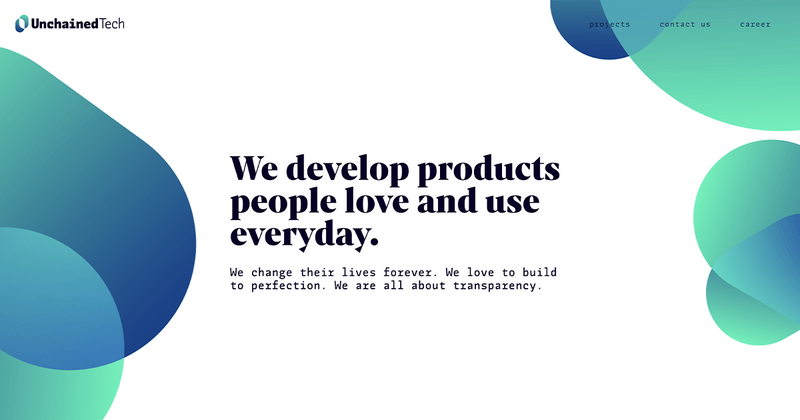 UnchainedTech
projects contact us career
We develop products
people love and use
everyday.
We change their lives forever. We love to build
to perfection. We are all about transparency.